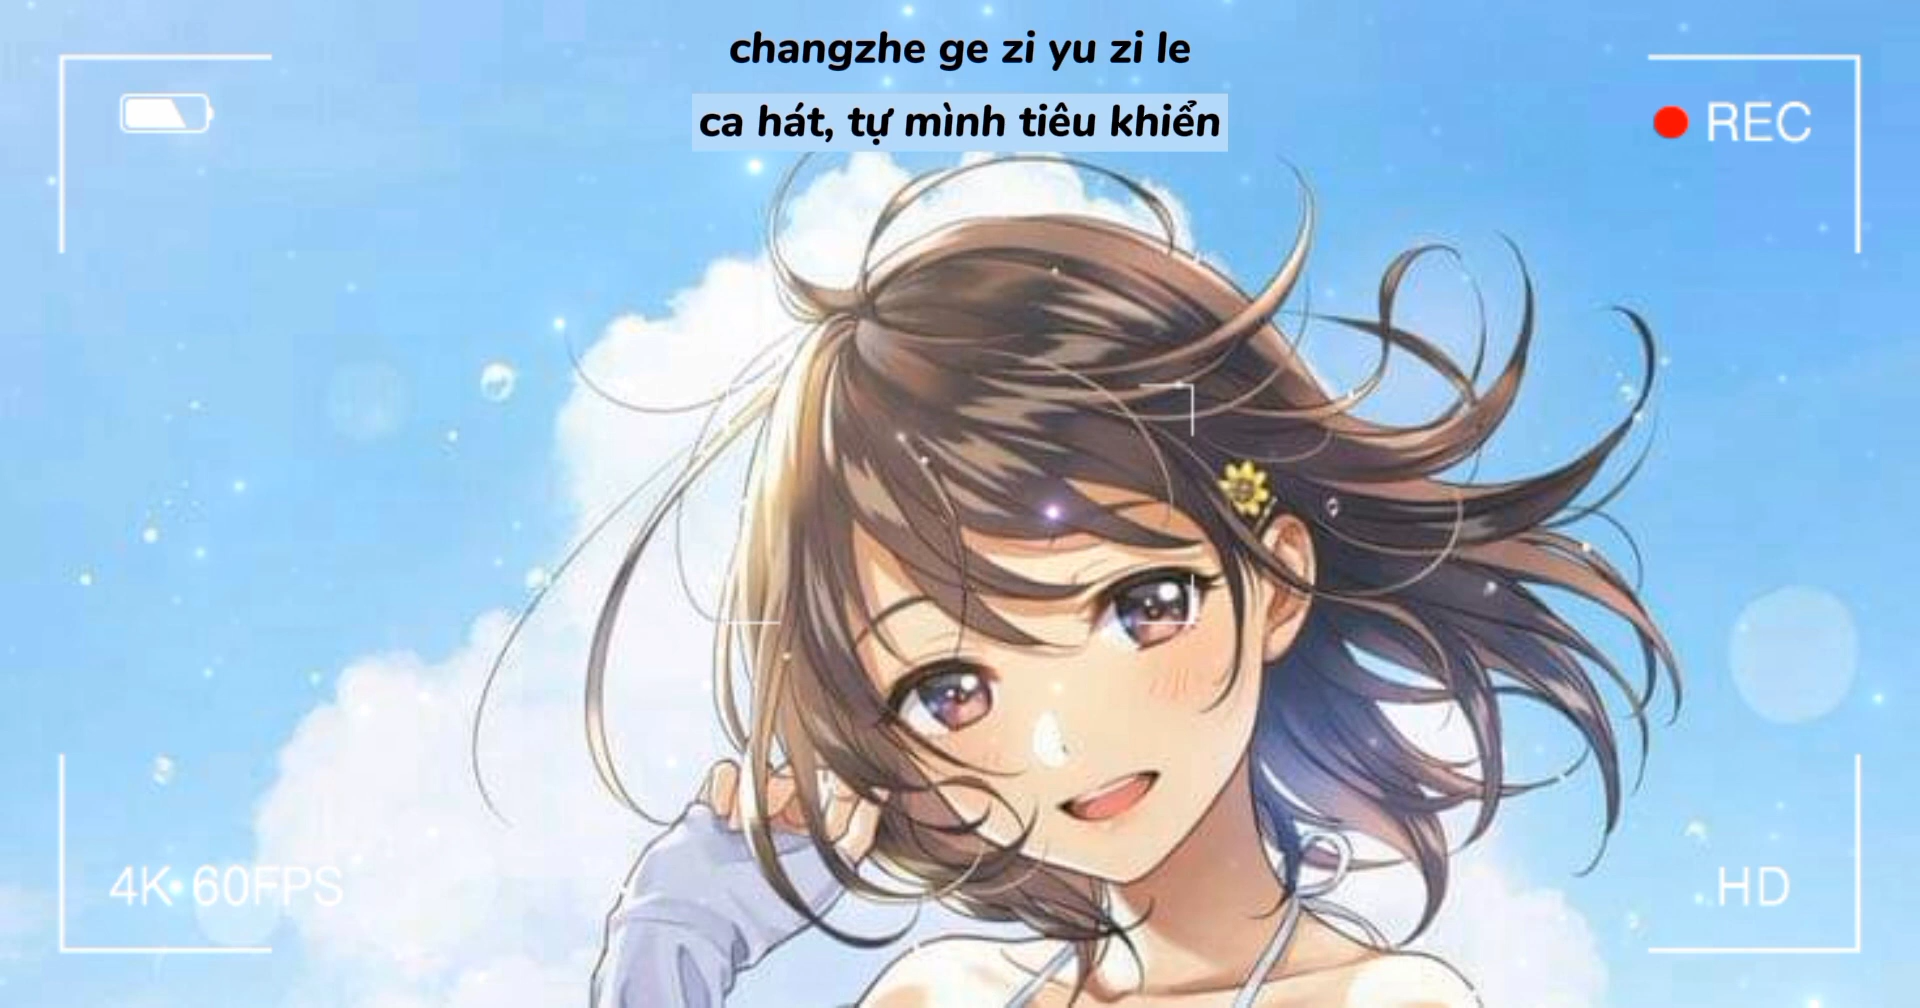 changzhe ge zi yu zi le
ca hát, tự mình tiêu khiển
REC
4K 60FPS
HD